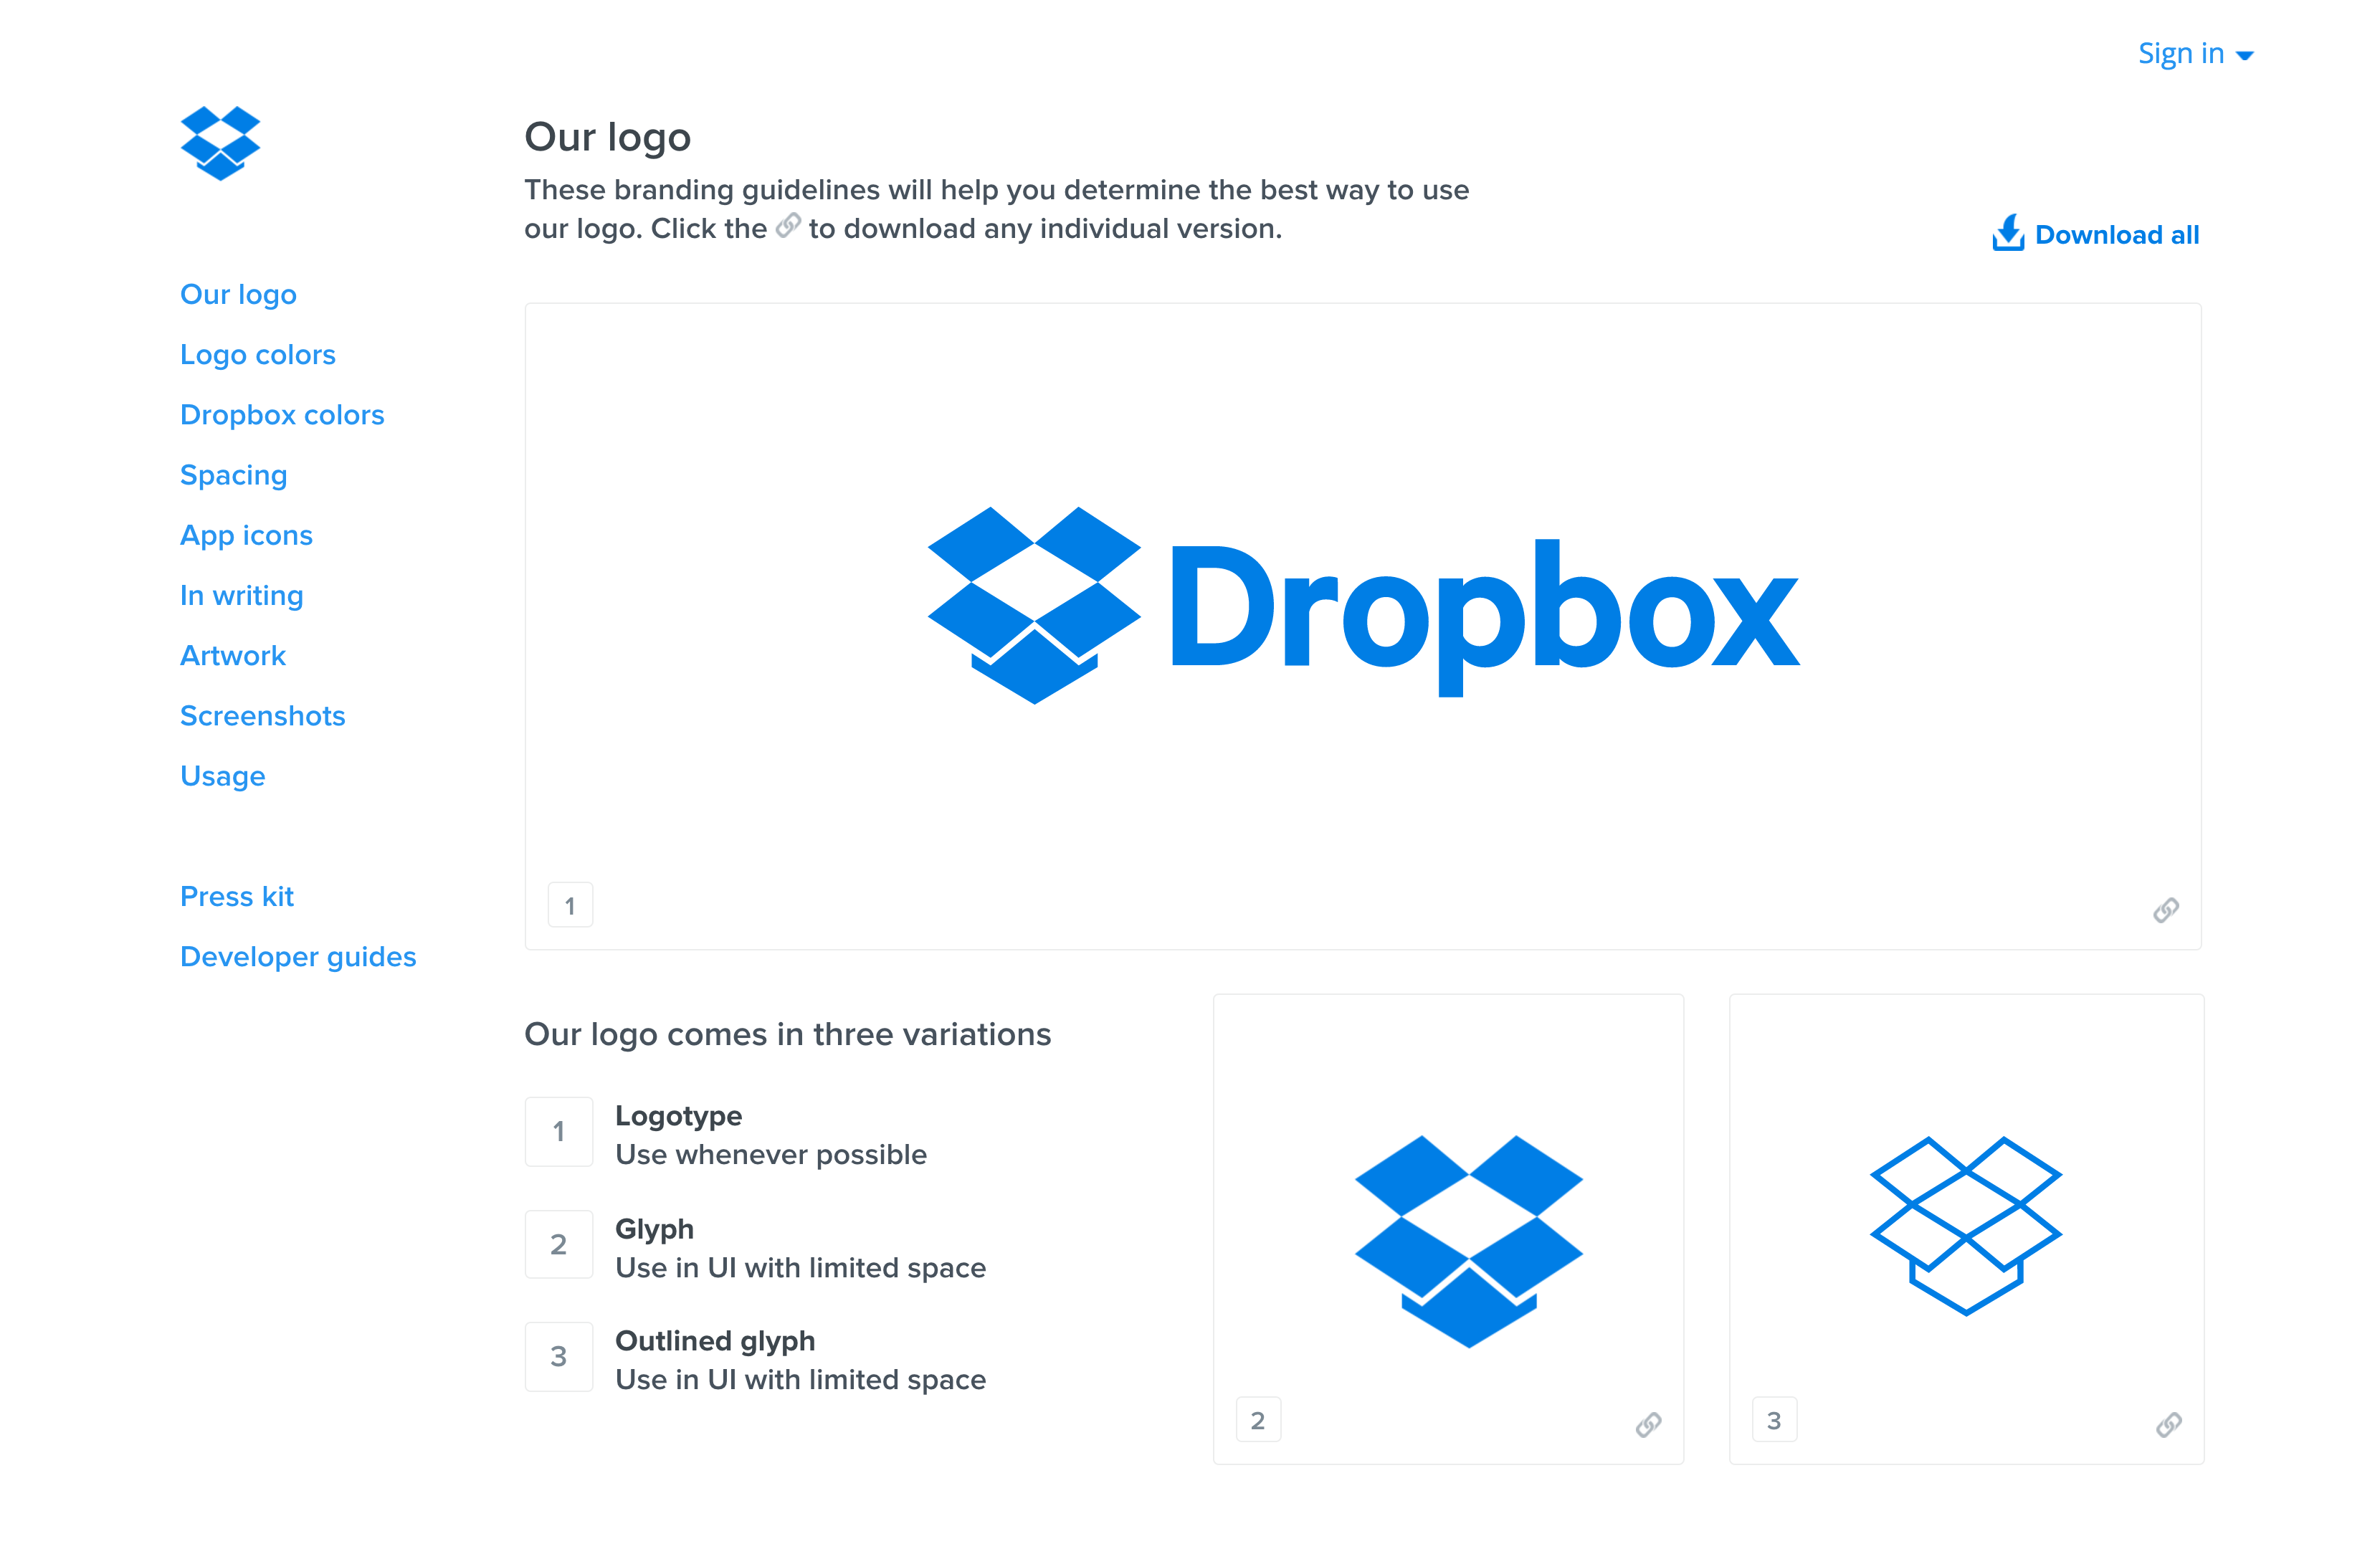 Sign in
Our logo
These branding guidelines will help you determine the best way to use
our logo. Click the to download any individual version.
Download all
Our logo
Logo colors
Dropbox colors
Spacing
App icons
In writing
Artwork
Screenshots
Usage
Press kit
Developer guides
Dropbox
1
Our logo comes in three variations
1
Logotype
Use whenever possible
2
Glyph
Use in UI with limited space
3
Outlined glyph
Use in UI with limited space
2
3